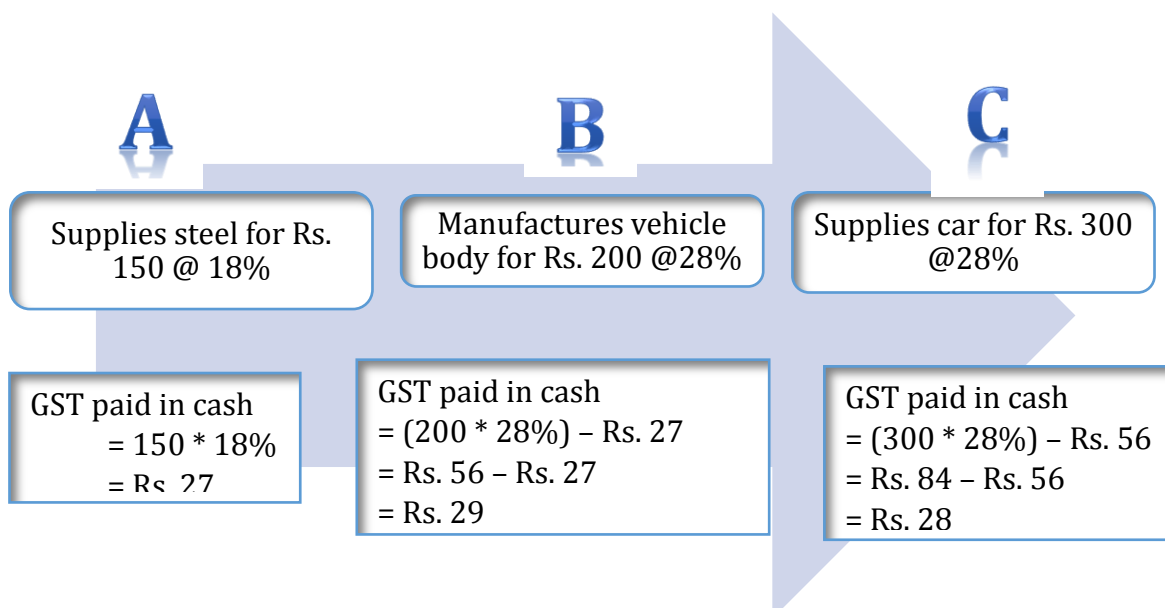 A
B
C
Supplies steel for Rs.
150 @ 18%
Manufactures vehicle
body for Rs. 200 @28%
Supplies car for Rs. 300
@28%
GST paid in cash
= 150 * 18%
= Rs. 27
GST paid in cash
= (200 * 28%) – Rs. 27
= Rs. 56 – Rs. 27
= Rs. 29
GST paid in cash
= (300 * 28%) – Rs. 56
= Rs. 84 – Rs. 56
= Rs. 28